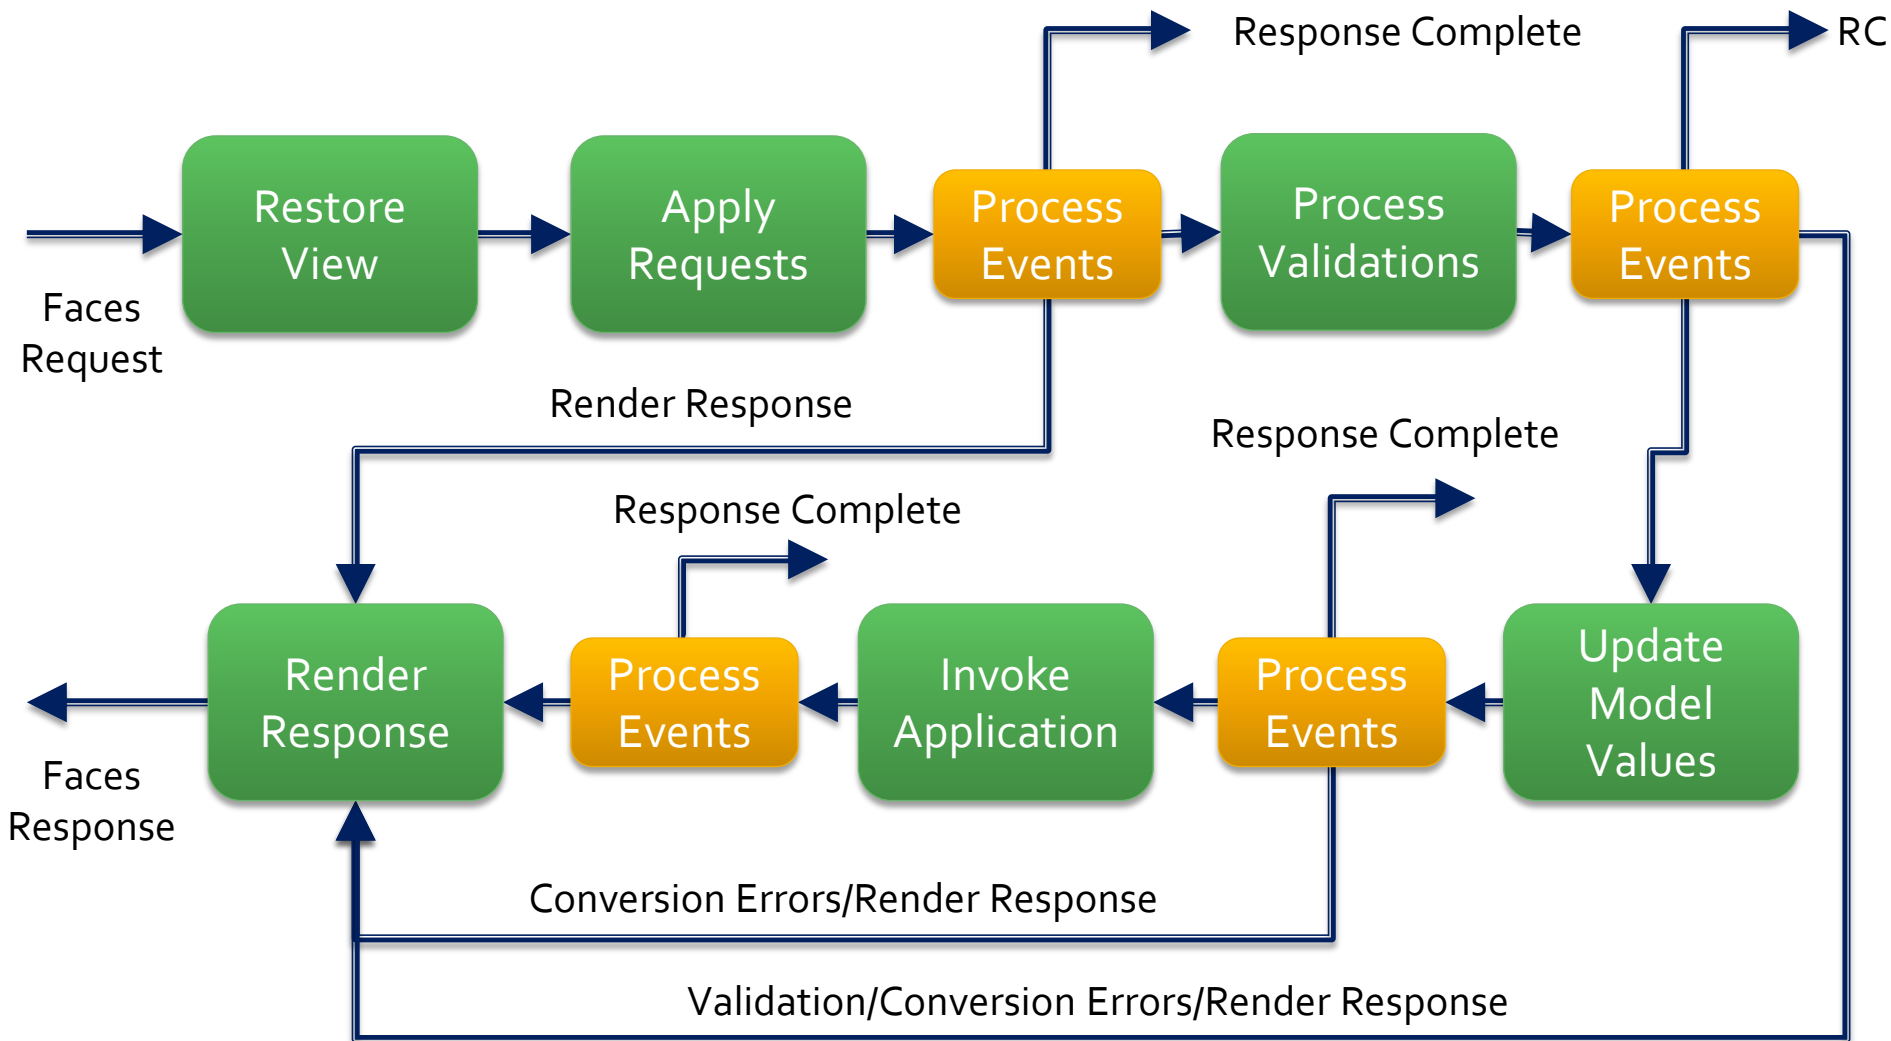 Response Complete
RC
Restore
View
Apply
Requests
Process
Events
Process
Validations
Process
Events
Faces
Request
Render Response
Response Complete
Response Complete
Render
Response
Process
Events
Invoke
Application
Process
Events
Update
Model
Values
Faces
Response
Conversion Errors/Render Response
Validation/Conversion Errors/Render Response